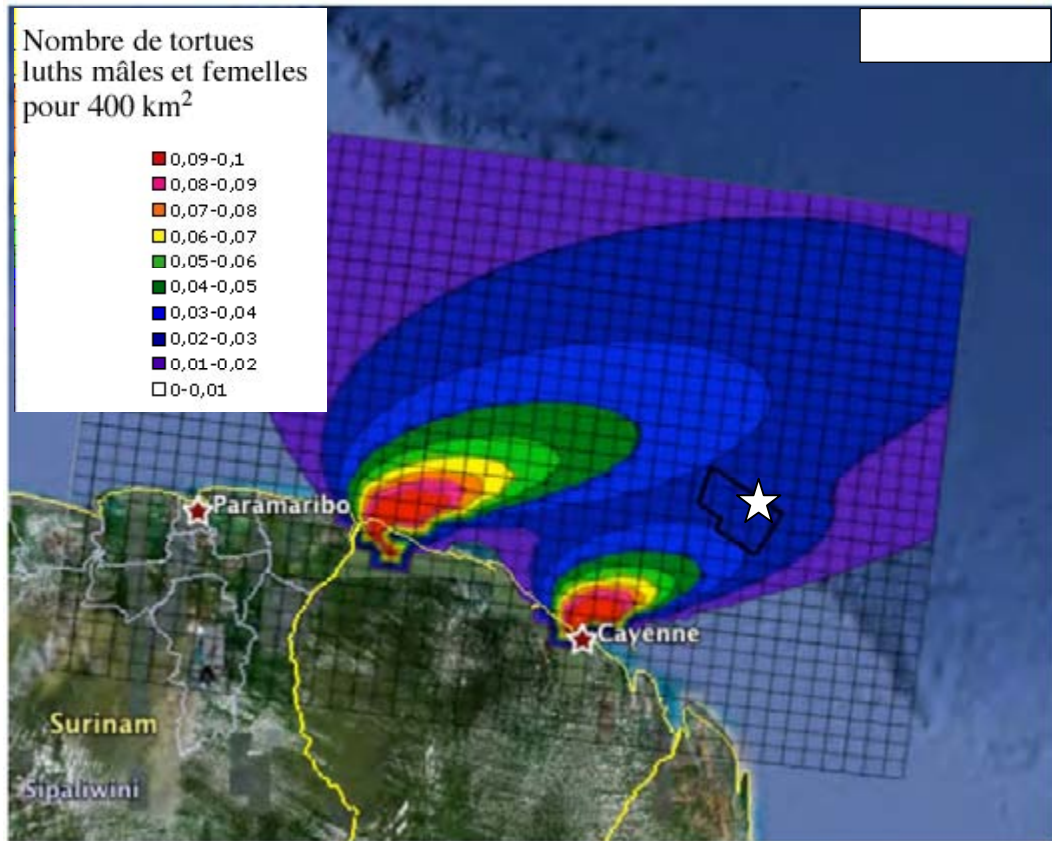 Nombre de tortues
luths mâles et femelles
pour 400 km²
0,09-0,1
0,08-0,09
0,07-0,08
0,06-0,07
0,05-0,06
0,04-0,05
0,03-0,04
0,02-0,03
0,01-0,02
0-0,01
Paramaribo
Cayenne
Surinam
Sipaliwini